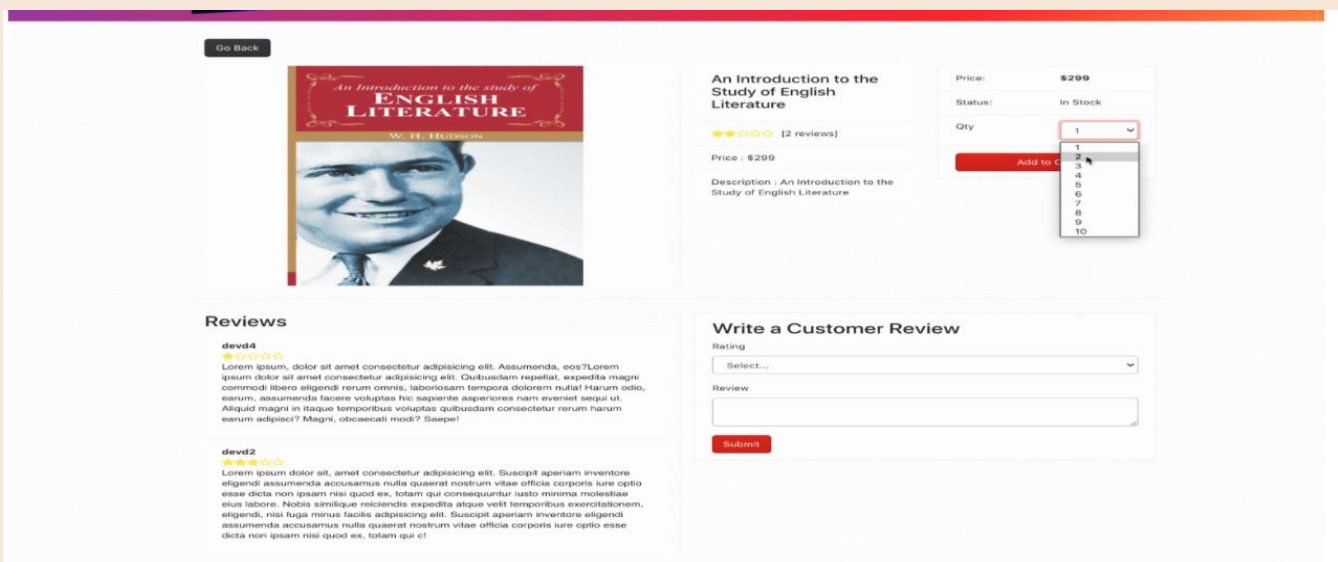 Go Back
An Introduction to the study of
ENGLISH
LITERATURE
W. H. HUDSON
An Introduction to the
Study of English
Literature
[2 reviews]
Price : $299
Description : An Introduction to the
Study of English Literature
Price: $299
Status: In Stock
Qty 1
Add to C
1
2
3
4
5
6
7
8
9
10
Reviews
devd4
Lorem ipsum, dolor sit amet consectetur adipisicing elit. Assumenda, eos?Lorem
ipsum dolor sit amet consectetur adipisicing elit. Quibusdam repellat, expedita magni
commodi libero eligendi rerum omnis, laboriosam tempora dolorem nulla! Harum odio,
earum, assumenda facere voluptas hic sapiente asperiores nam eveniet sequi ut.
Aliquid magni in itaque temporibus voluptas quibusdam consectetur rerum harum
earum adipisci? Magni, obcaecati modi? Saepe!
devd2
Lorem ipsum dolor sit, amet consectetur adipisicing elit. Suscipit aperiam inventore
eligendi assumenda accusamus nulla quaerat nostrum vitae officia corporis iure optio
esse dicta non ipsam nisi quod ex, totam qui consequuntur iusto minima molestiae
eius labore. Nobis similique reiciendis expedita atque velit temporibus exercitationem,
eligendi, nisi fuga minus facilis adipisicing elit. Suscipit aperiam inventore eligendi
assumenda accusamus nulla quaerat nostrum vitae officia corporis iure optio esse
dicta non ipsam nisi quod ex, totam qui c!
Write a Customer Review
Rating
Select...
Review
Submit